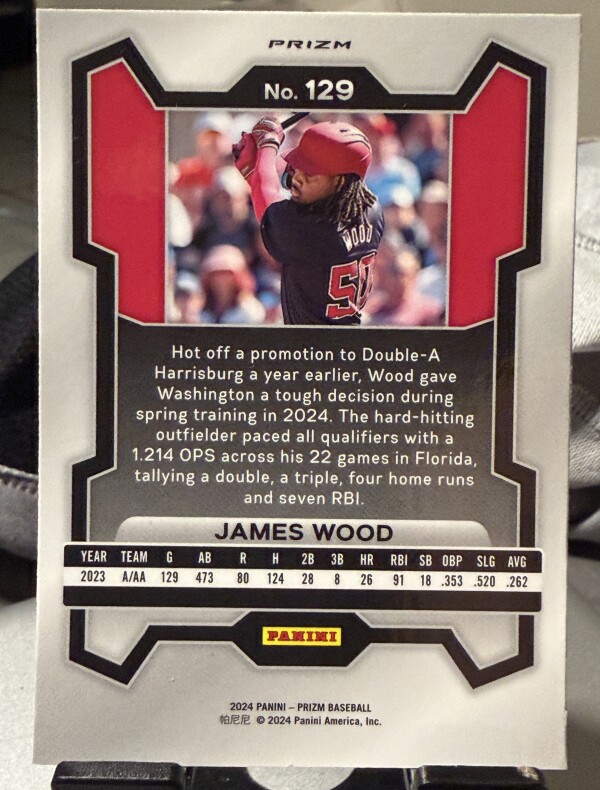 PRIZM
No. 129
WOOD
50
Hot off a promotion to Double-A
Harrisburg a year earlier, Wood gave
Washington a tough decision during
spring training in 2024. The hard-hitting
outfielder paced all qualifiers with a
1.214 OPS across his 22 games in Florida,
tallying a double, a triple, four home runs
and seven RBI.
JAMES WOOD
YEAR TEAM G AB R H 2B 3B HR RBI SB OBP SLG AVG
2023 A/AA 129 473 80 124 28 8 26 91 18 .353 .520 .262
PANINI
2024 PANINI – PRIZM BASEBALL
帕尼尼 © 2024 Panini America, Inc.